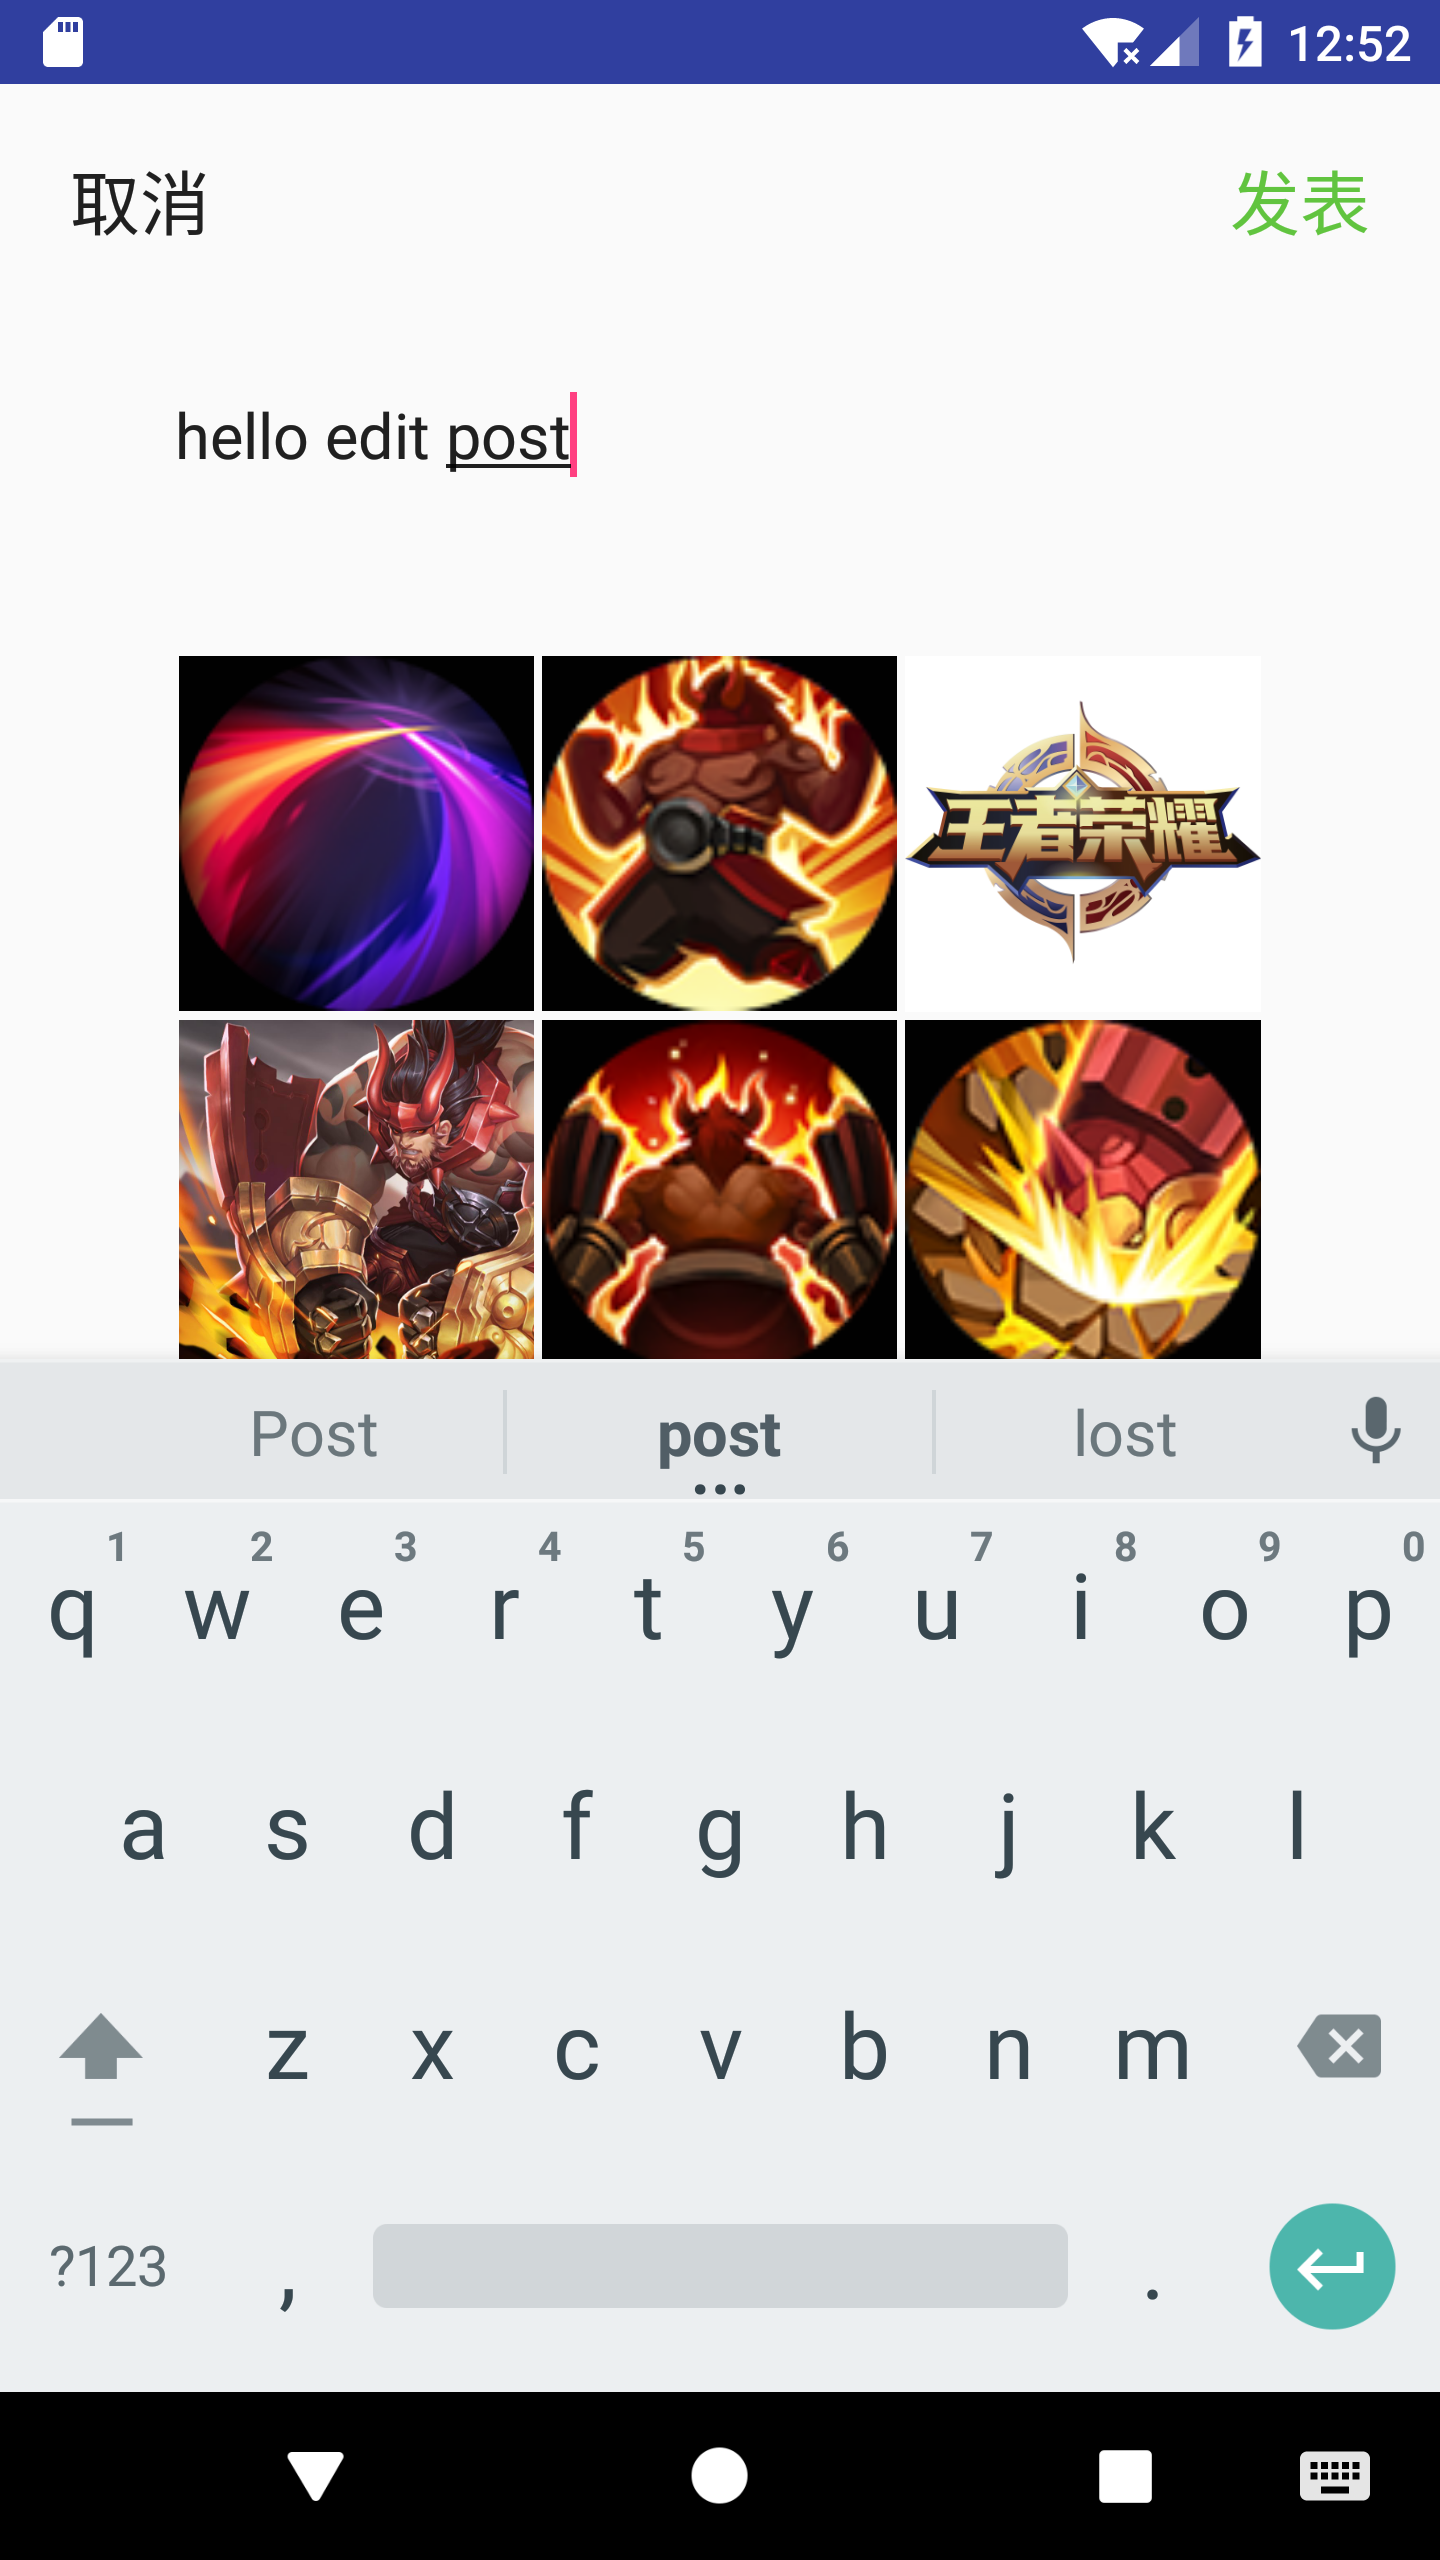 12:52
取消 发表
hello edit post
王者荣耀
Post post lost
1 2 3 4 5 6 7 8 9 0
q w e r t y u i o p
a s d f g h j k l
z x c v b n m
?123 , .